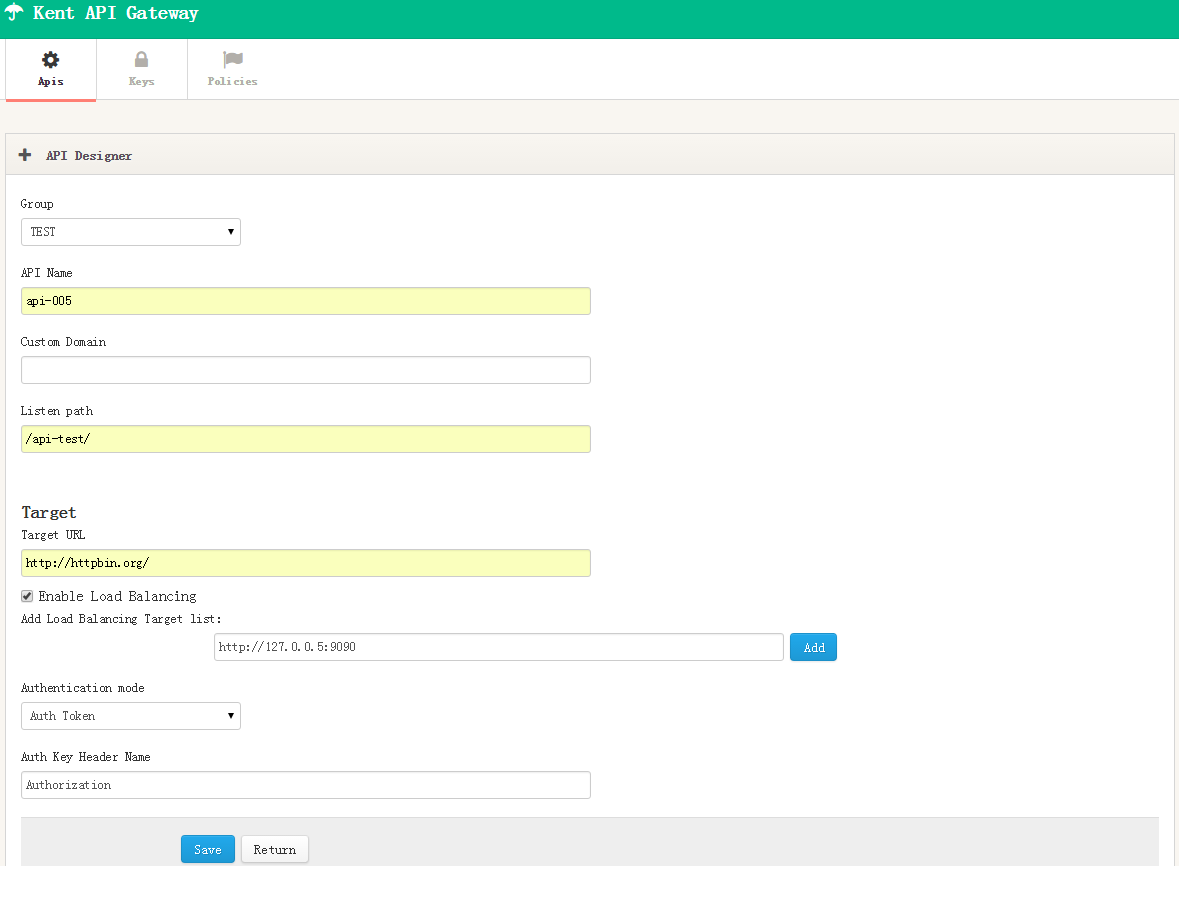 Kent API Gateway
Apis
Keys
Policies
API Designer
Group
TEST
API Name
api-005
Custom Domain
Listen path
/api-test/
Target
Target URL
http://httpbin.org/
Enable Load Balancing
Add Load Balancing Target list:
http://127.0.0.5:9090
Add
Authentication mode
Auth Token
Auth Key Header Name
Authorization
Save
Return